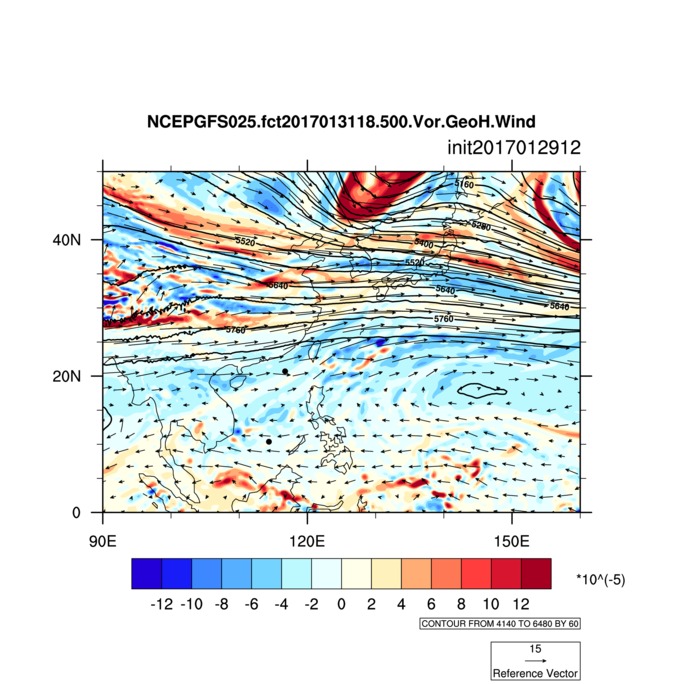 NCEPGFS025.fct2017013118.500.Vor.GeoH.Wind
init2017012912
5160
5280
40N
5520
5400
5520
5640
5640
5640
5760
5760
20N
0
90E 120E 150E
*10^(-5)
-12 -10 -8 -6 -4 -2 0 2 4 6 8 10 12
CONTOUR FROM 4140 TO 6480 BY 60
15
Reference Vector